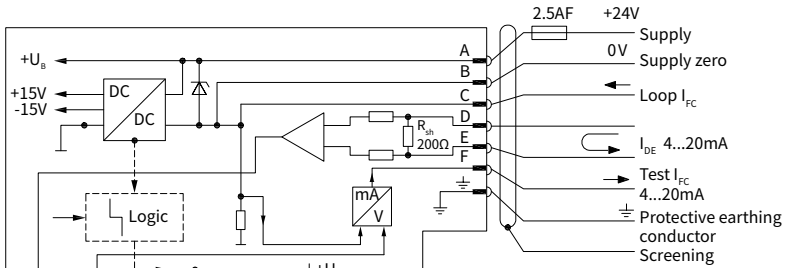 2.5AF +24V
A Supply
+U_B 0V
B Supply zero
+15V DC
C Loop I_FC
-15V DC
D R_sh
200Ω
E I_DE 4...20mA
F Test I_FC
4...20mA
mA
V
Logic
Protective earthing
conductor
Screening